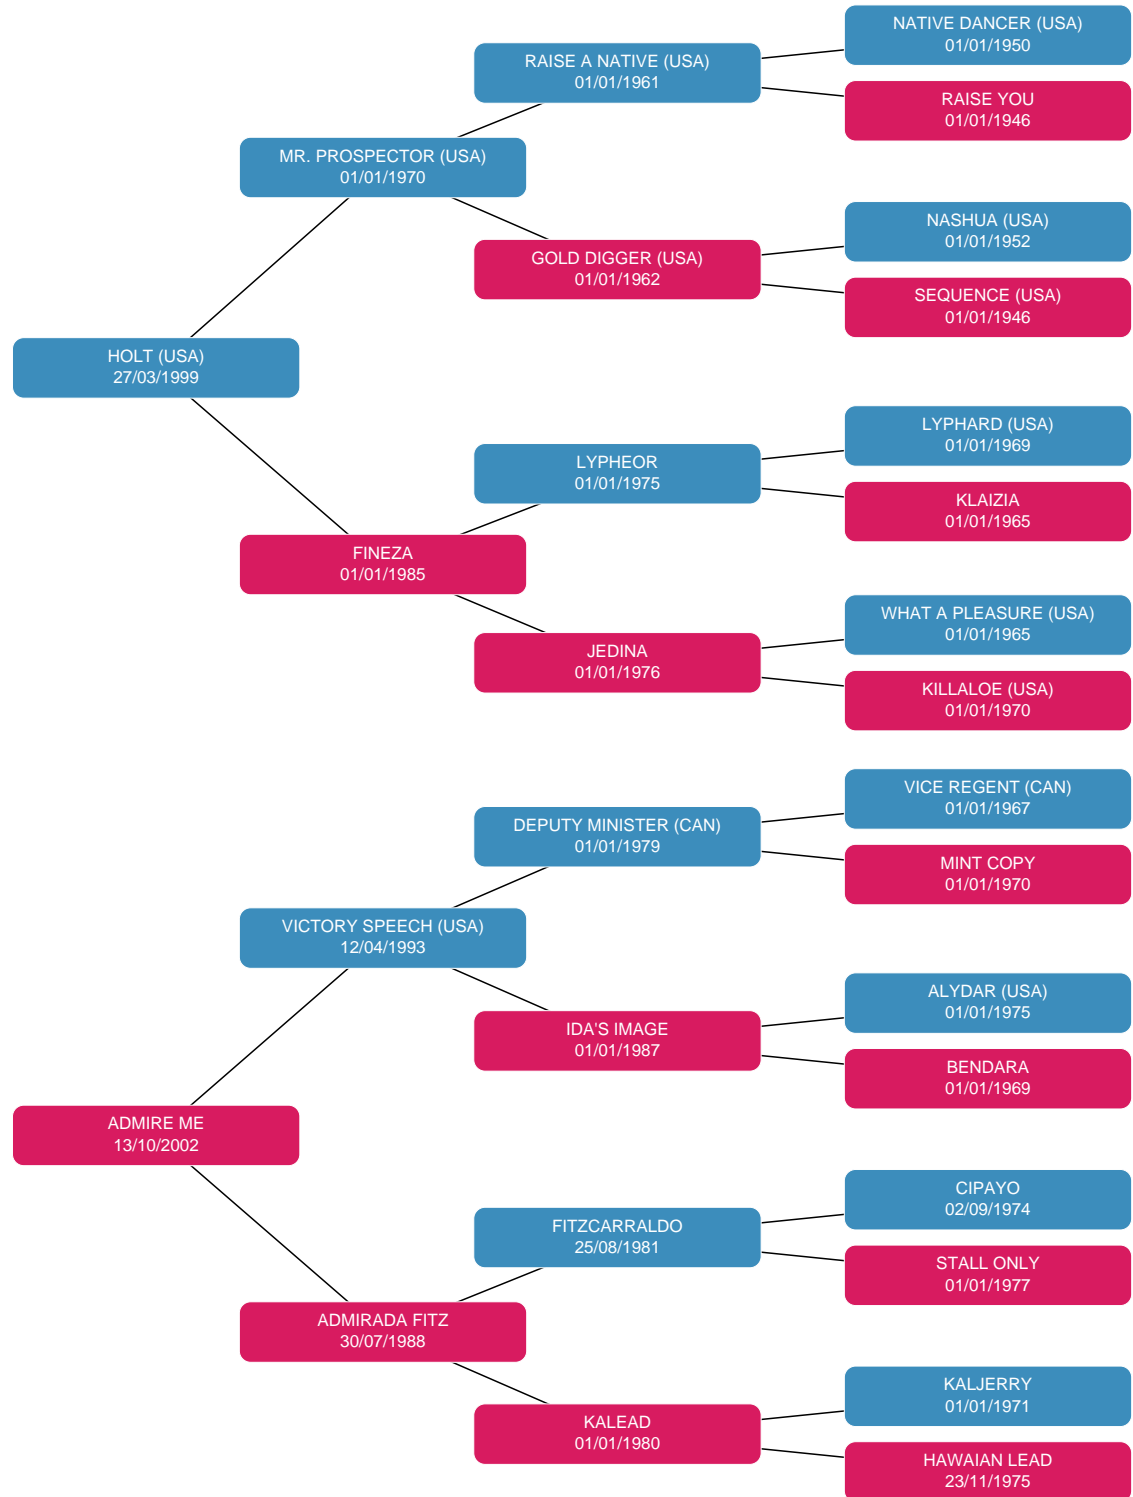 NATIVE DANCER (USA)
01/01/1950
RAISE A NATIVE (USA)
01/01/1961
RAISE YOU
01/01/1946
MR. PROSPECTOR (USA)
01/01/1970
NASHUA (USA)
01/01/1952
GOLD DIGGER (USA)
01/01/1962
SEQUENCE (USA)
01/01/1946
HOLT (USA)
27/03/1999
LYPHARD (USA)
01/01/1969
LYPHEOR
01/01/1975
KLAIZIA
01/01/1965
FINEZA
01/01/1985
WHAT A PLEASURE (USA)
01/01/1965
JEDINA
01/01/1976
KILLALOE (USA)
01/01/1970
VICE REGENT (CAN)
01/01/1967
DEPUTY MINISTER (CAN)
01/01/1979
MINT COPY
01/01/1970
VICTORY SPEECH (USA)
12/04/1993
ALYDAR (USA)
01/01/1975
IDA'S IMAGE
01/01/1987
BENDARA
01/01/1969
ADMIRE ME
13/10/2002
CIPAYO
02/09/1974
FITZCARRALDO
25/08/1981
STALL ONLY
01/01/1977
ADMIRADA FITZ
30/07/1988
KALJERRY
01/01/1971
KALEAD
01/01/1980
HAWAIAN LEAD
23/11/1975